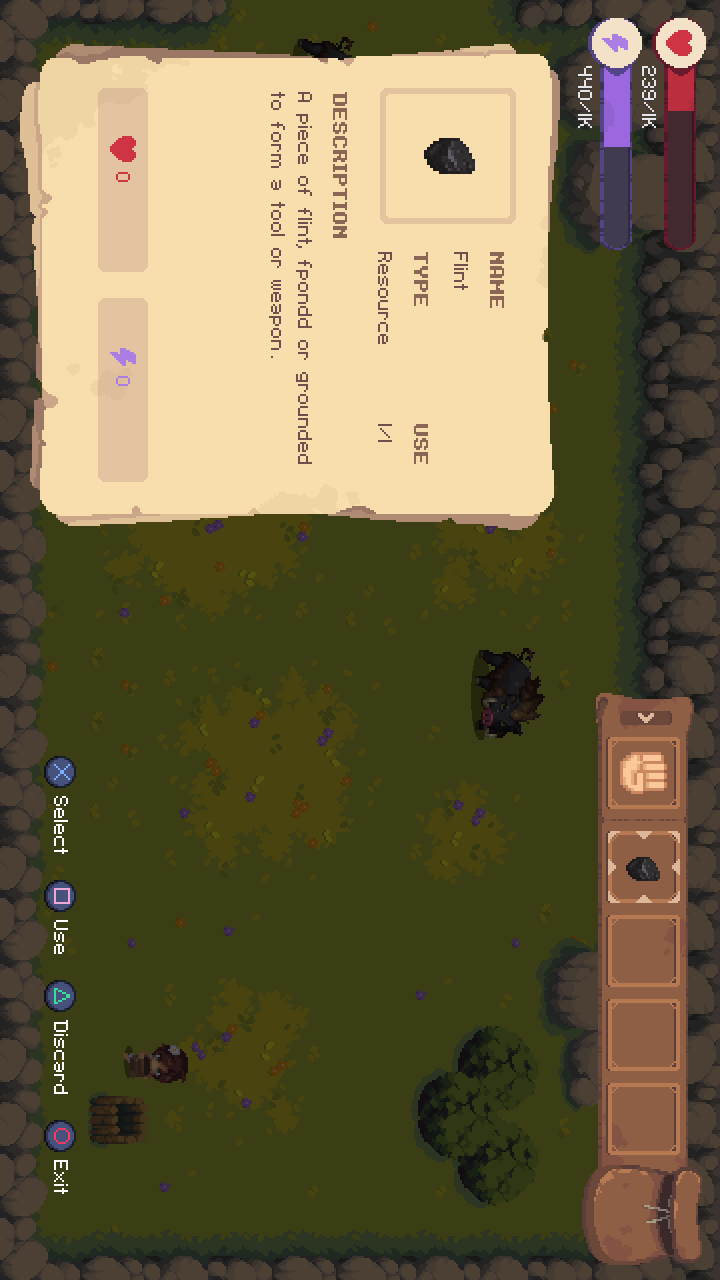 239/1K
440/1K
NAME
Flint
TYPE
USE
Resource
1/1
DESCRIPTION
A piece of flint, fpondd or grounded
to form a tool or weapon.
0
0
Select
Use
Discard
Exit